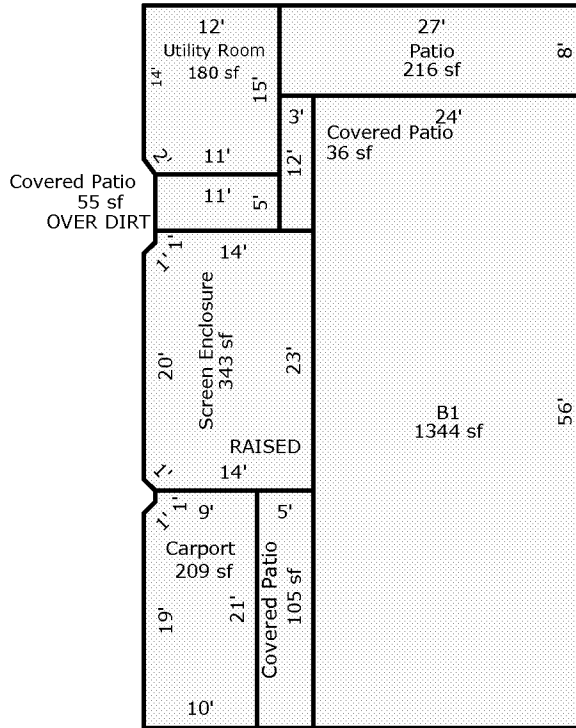 12'
Utility Room
180 sf
14'
15'
2'
11'
27'
Patio
216 sf
8'
3'
12'
24'
Covered Patio
36 sf
Covered Patio
55 sf
OVER DIRT
11'
5'
1'
1'
14'
20'
Screen Enclosure
343 sf
23'
RAISED
1'
14'
B1
1344 sf
56'
1'
1'
9'
Carport
209 sf
19'
21'
10'
5'
Covered Patio
105 sf